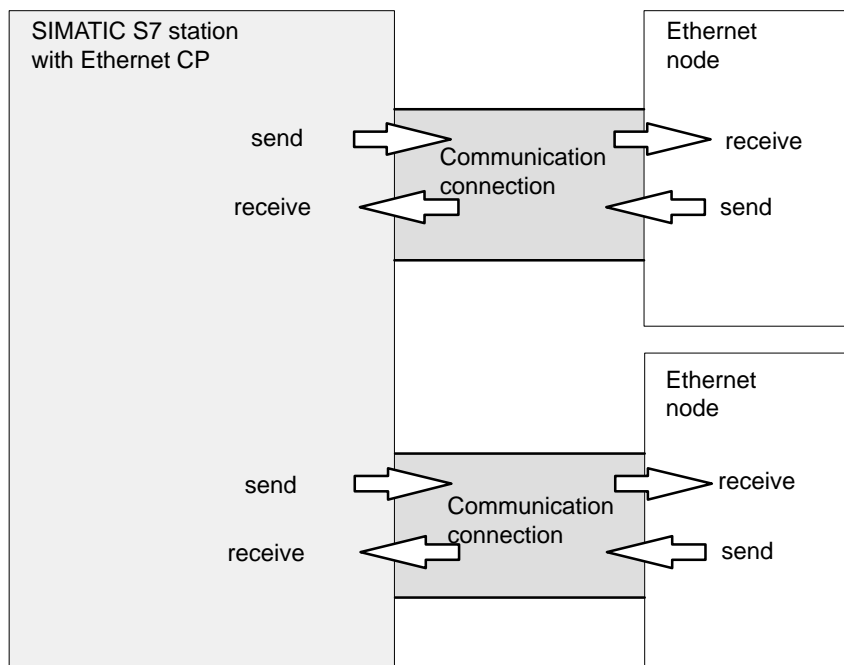 SIMATIC S7 station
with Ethernet CP
Ethernet
node
send
Communication
connection
receive
receive
send
Ethernet
node
send
Communication
connection
receive
receive
send